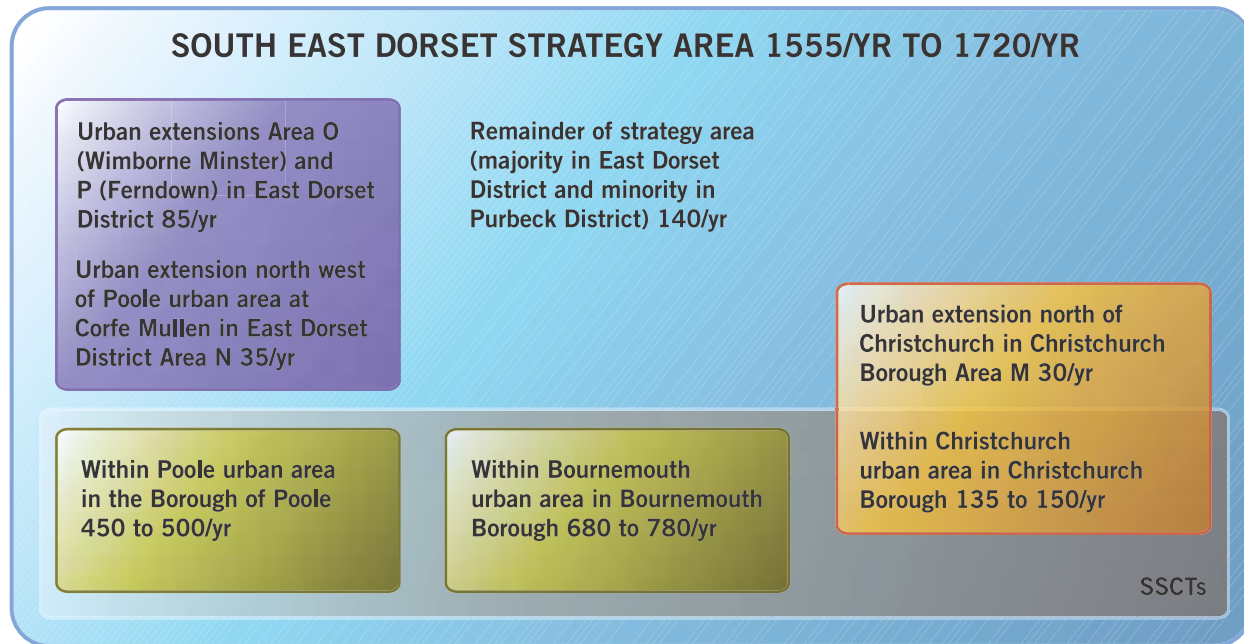 SOUTH EAST DORSET STRATEGY AREA 1555/YR TO 1720/YR
Urban extensions Area O
(Wimborne Minster) and
P (Ferndown) in East Dorset
District 85/yr
Urban extension north west
of Poole urban area at
Corfe Mullen in East Dorset
District Area N 35/yr
Remainder of strategy area
(majority in East Dorset
District and minority in
Purbeck District) 140/yr
Urban extension north of
Christchurch in Christchurch
Borough Area M 30/yr
Within Poole urban area
in the Borough of Poole
450 to 500/yr
Within Bournemouth
urban area in Bournemouth
Borough 680 to 780/yr
Within Christchurch
urban area in Christchurch
Borough 135 to 150/yr
SSCTs